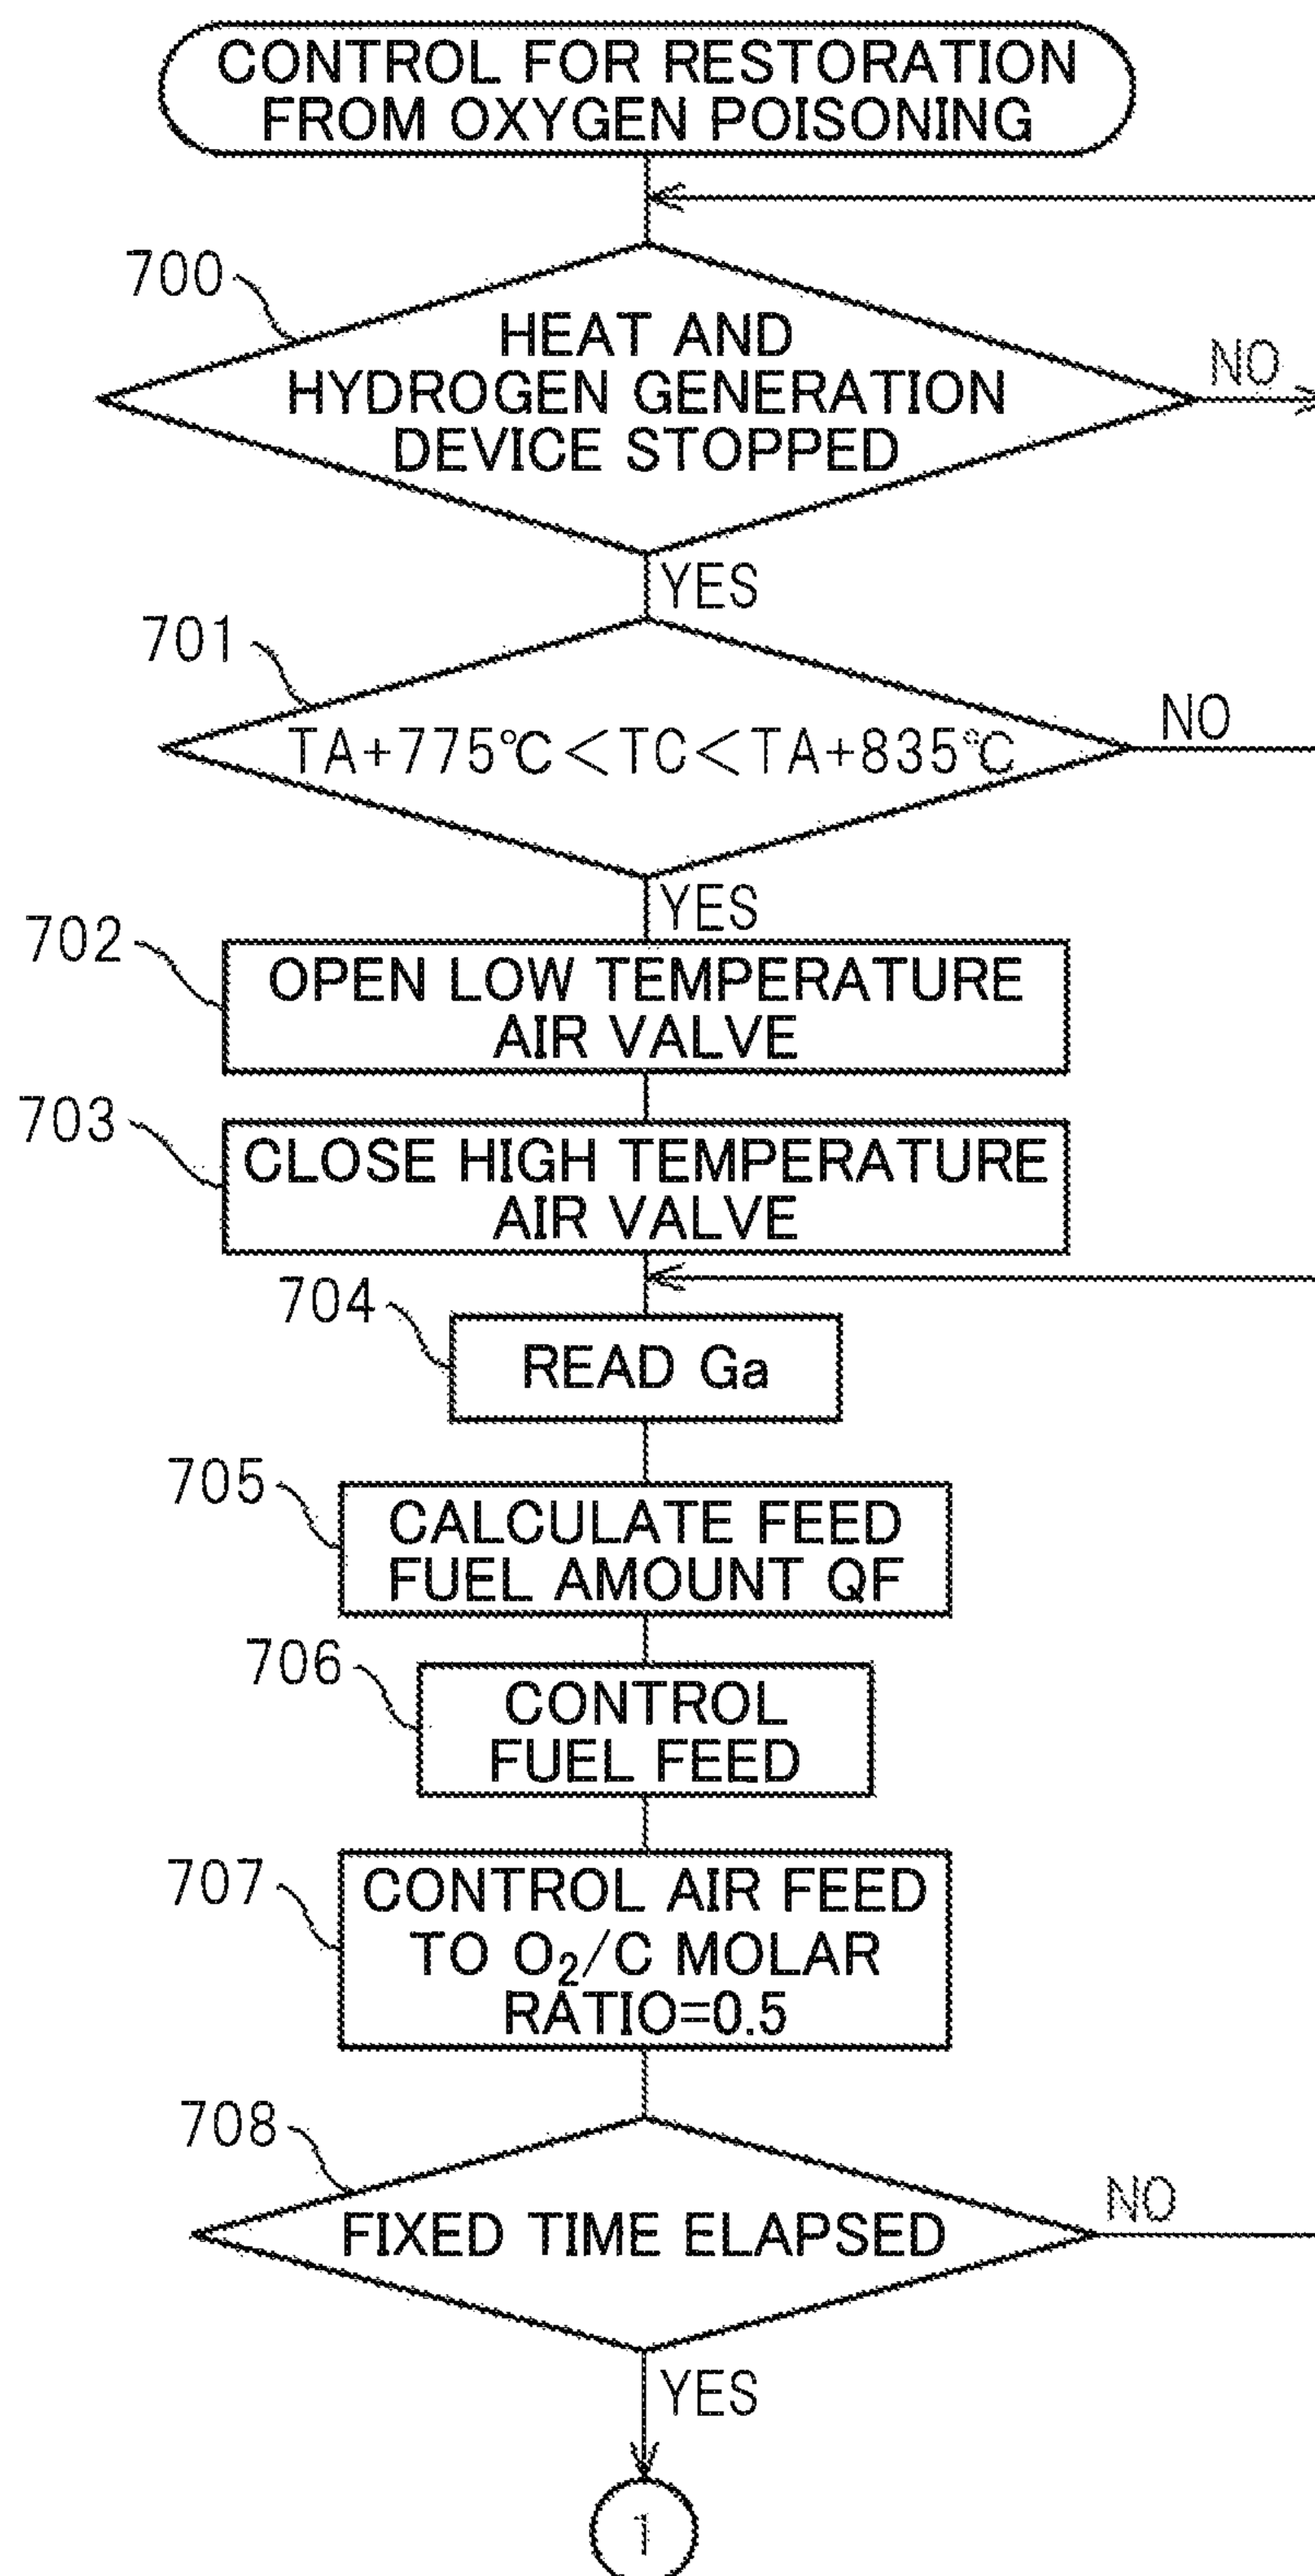 CONTROL FOR RESTORATION
FROM OXYGEN POISONING
700
HEAT AND
HYDROGEN GENERATION
DEVICE STOPPED
NO
YES
701
TA+775℃<TC<TA+835℃
NO
YES
702
OPEN LOW TEMPERATURE
AIR VALVE
703
CLOSE HIGH TEMPERATURE
AIR VALVE
704
READ Ga
705
CALCULATE FEED
FUEL AMOUNT QF
706
CONTROL
FUEL FEED
707
CONTROL AIR FEED
TO O₂/C MOLAR
RATIO=0.5
708
FIXED TIME ELAPSED
NO
YES
1